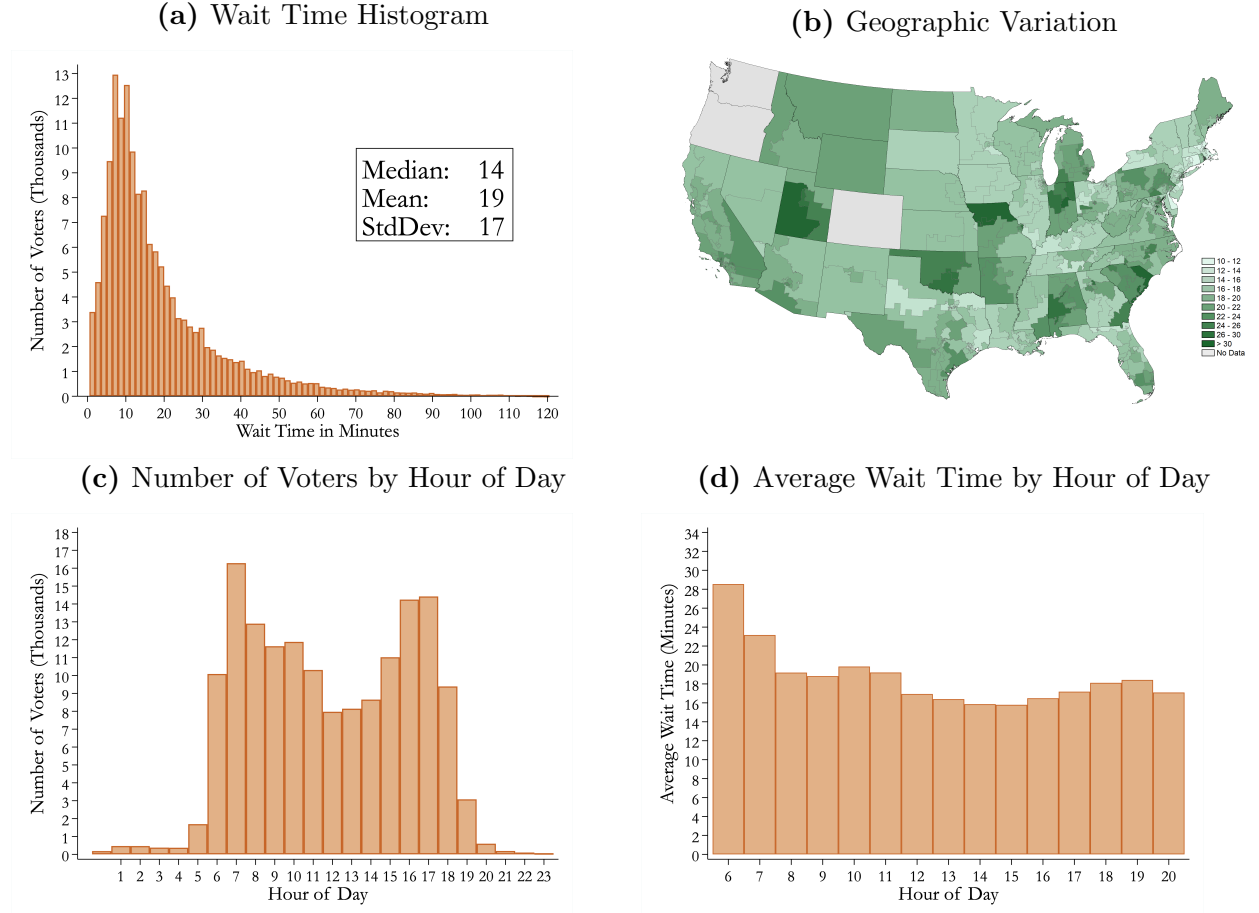 (a) Wait Time Histogram
Number of Voters (Thousands)
13
12
11
10
9
8
7
6
5
4
3
2
1
0
Median: 14
Mean: 19
StdDev: 17
0 10 20 30 40 50 60 70 80 90 100 110 120
Wait Time in Minutes
(b) Geographic Variation
10 - 12
12 - 14
14 - 16
16 - 18
18 - 20
20 - 22
22 - 24
24 - 26
26 - 30
> 30
No Data
(c) Number of Voters by Hour of Day
Number of Voters (Thousands)
18
17
16
15
14
13
12
11
10
9
8
7
6
5
4
3
2
1
0
1 2 3 4 5 6 7 8 9 10 11 12 13 14 15 16 17 18 19 20 21 22 23
Hour of Day
(d) Average Wait Time by Hour of Day
Average Wait Time (Minutes)
34
32
30
28
26
24
22
20
18
16
14
12
10
8
6
4
2
0
6 7 8 9 10 11 12 13 14 15 16 17 18 19 20
Hour of Day